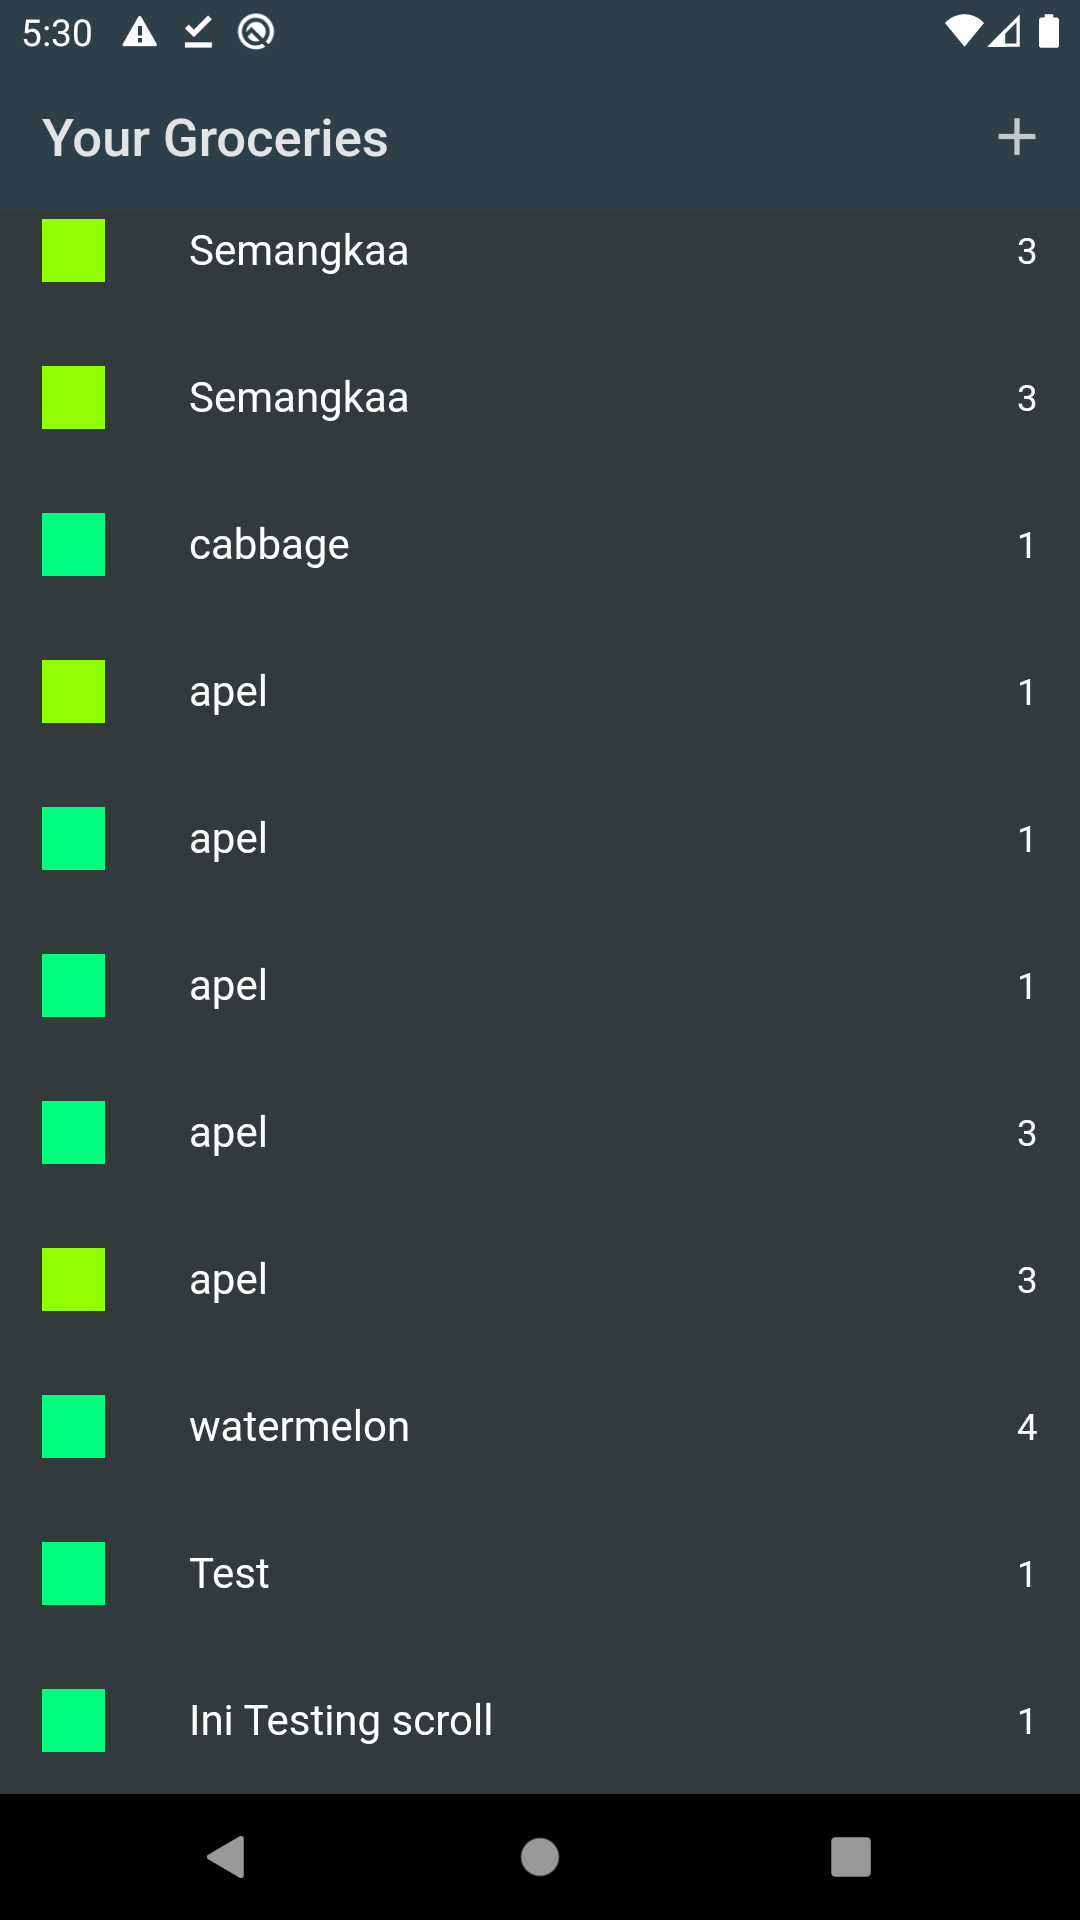 5:30
Your Groceries
Semangkaa 3
Semangkaa 3
cabbage 1
apel 1
apel 1
apel 1
apel 3
apel 3
watermelon 4
Test 1
Ini Testing scroll 1